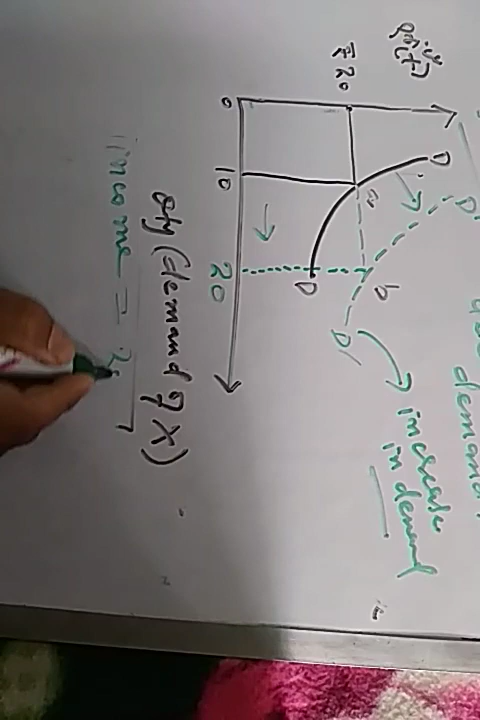 demand
Price
(₹)
D
D'
₹20
a
b
D
D'
increase
in demand
0
10
20
Qty (demand of X)
income =